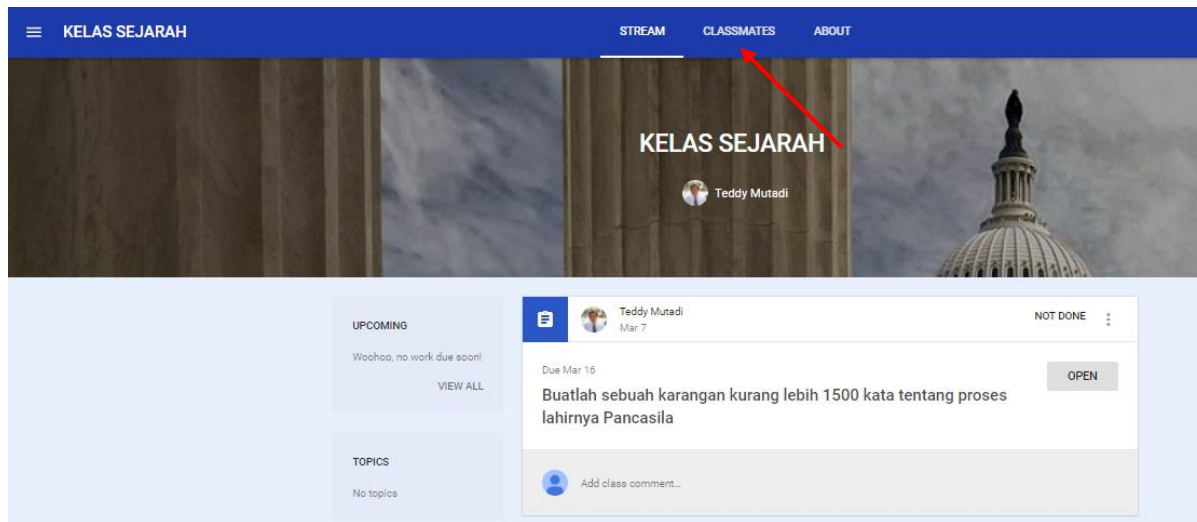 KELAS SEJARAH
STREAM CLASSMATES ABOUT
KELAS SEJARAH
Teddy Mutadi
UPCOMING
Woohoo, no work due soon!
VIEW ALL
TOPICS
No topics
Teddy Mutadi
Mar 7
NOT DONE
Due Mar 16
OPEN
Buatlah sebuah karangan kurang lebih 1500 kata tentang proses
lahirnya Pancasila
Add class comment...